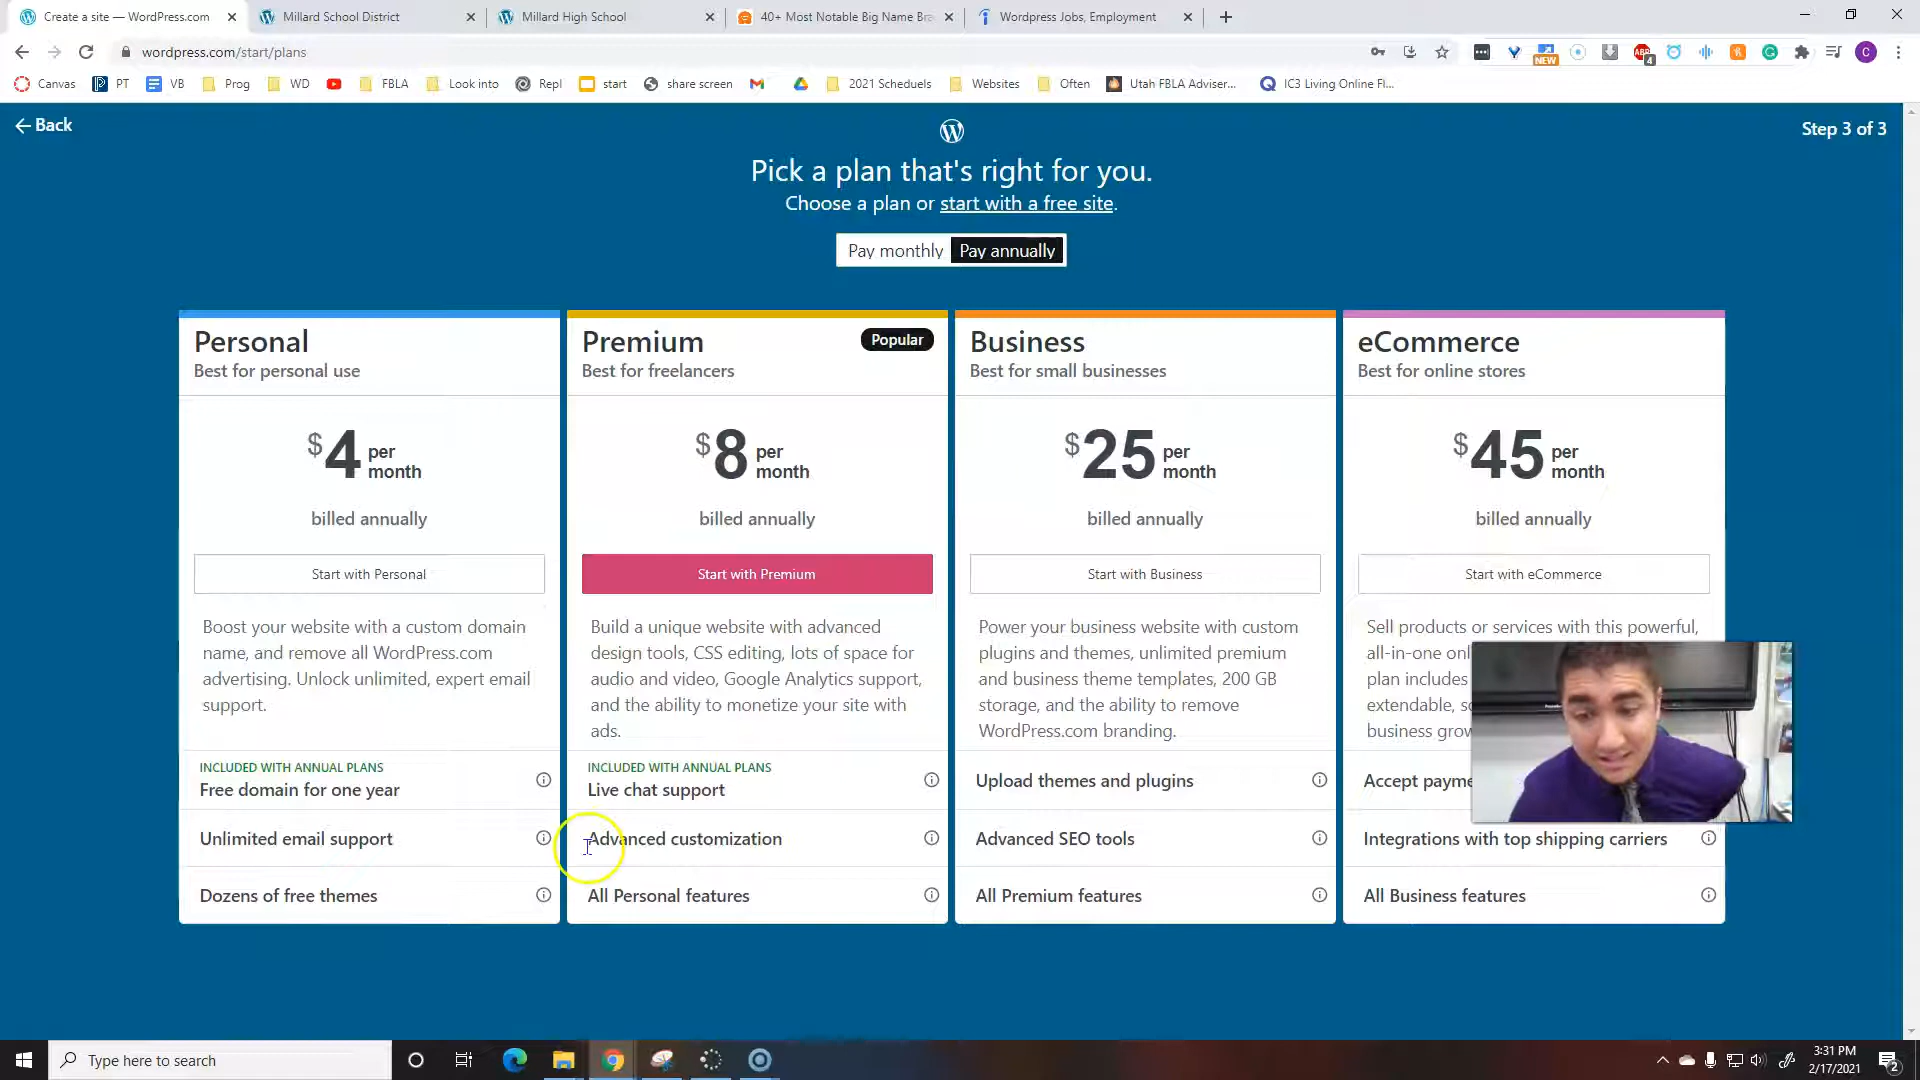 Create a site — WordPress.com
Millard School District
Millard High School
40+ Most Notable Big Name Bra
Wordpress Jobs, Employment
wordpress.com/start/plans
NEW
ABP
4
C
Canvas
PT
VB
Prog
WD
FBLA
Look into
Repl
start
share screen
2021 Scheduels
Websites
Often
Utah FBLA Adviser...
IC3 Living Online Fl...
Back
Step 3 of 3
Pick a plan that's right for you.
Choose a plan or start with a free site.
Pay monthly
Pay annually
Personal
Best for personal use
$4 per month
billed annually
Start with Personal
Boost your website with a custom domain
name, and remove all WordPress.com
advertising. Unlock unlimited, expert email
support.
INCLUDED WITH ANNUAL PLANS
Free domain for one year
Unlimited email support
Dozens of free themes
Premium
Popular
Best for freelancers
$8 per month
billed annually
Start with Premium
Build a unique website with advanced
design tools, CSS editing, lots of space for
audio and video, Google Analytics support,
and the ability to monetize your site with
ads.
INCLUDED WITH ANNUAL PLANS
Live chat support
Advanced customization
All Personal features
Business
Best for small businesses
$25 per month
billed annually
Start with Business
Power your business website with custom
plugins and themes, unlimited premium
and business theme templates, 200 GB
storage, and the ability to remove
WordPress.com branding.
Upload themes and plugins
Advanced SEO tools
All Premium features
eCommerce
Best for online stores
$45 per month
billed annually
Start with eCommerce
Sell products or services with this powerful,
all-in-one onl
plan includes
extendable, s
business grow
Accept payme
Integrations with top shipping carriers
All Business features
Type here to search
3:31 PM
2/17/2021
2